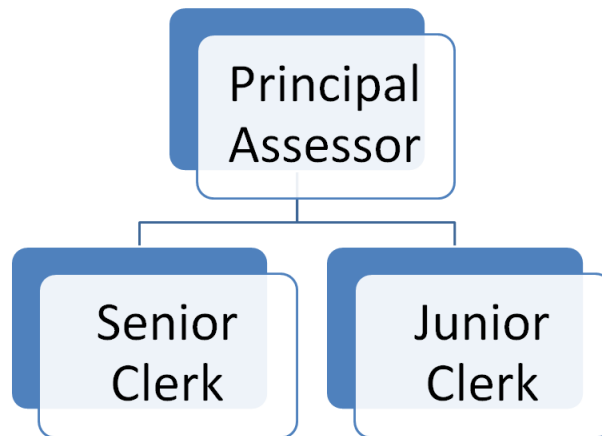 Principal
Assessor
Senior
Clerk
Junior
Clerk